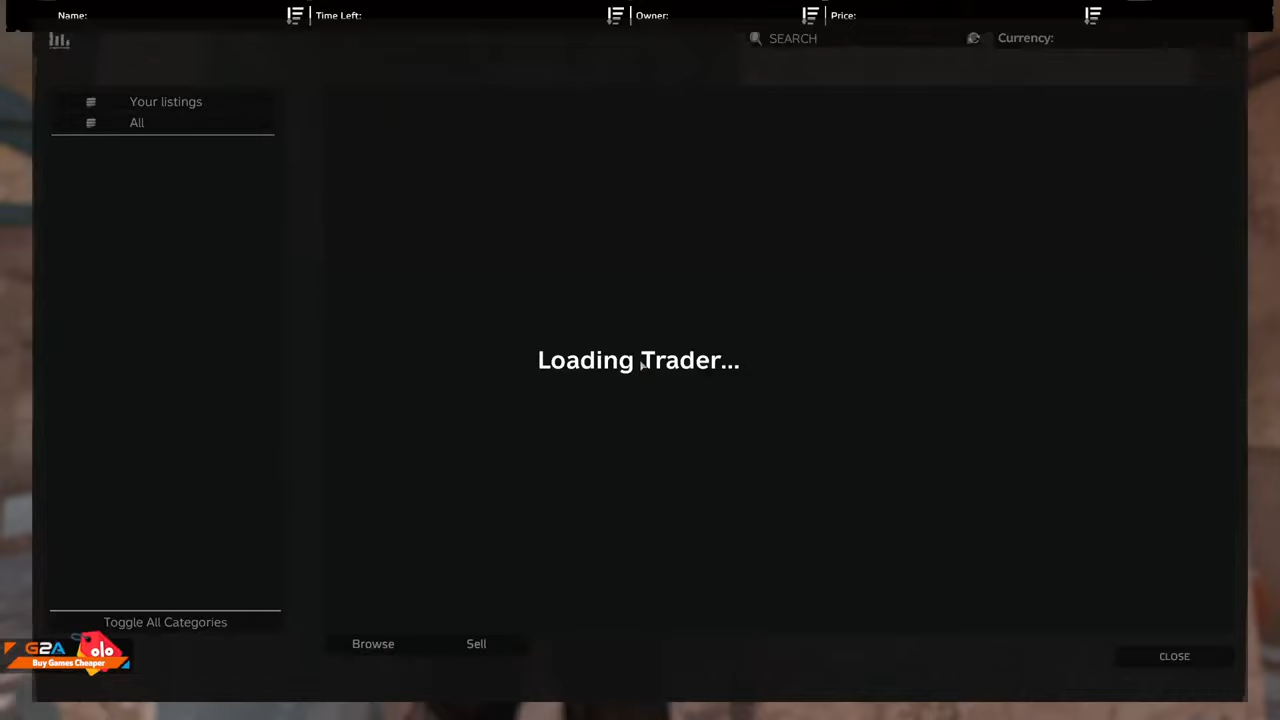 Name: Time Left: Owner: Price:
SEARCH Currency:
Your listings
All
Loading Trader...
Toggle All Categories
Browse Sell
CLOSE
G2A
Buy Games Cheaper